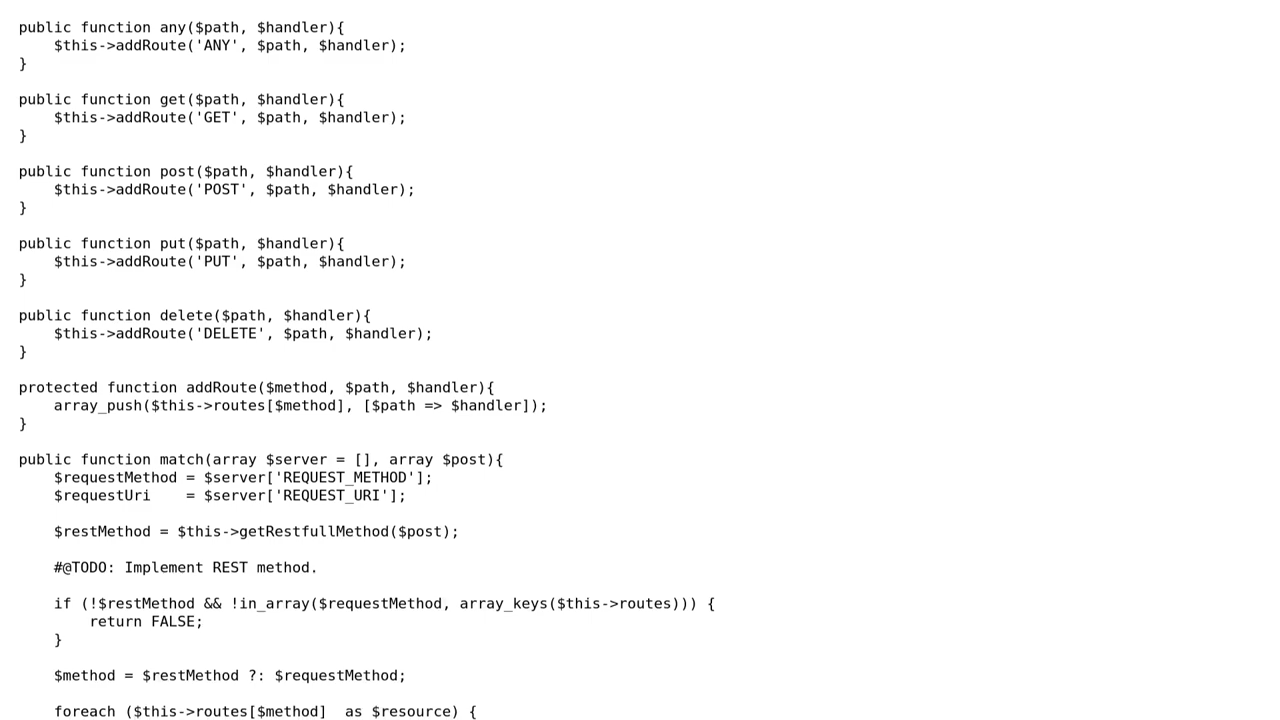 public function any($path, $handler){
    $this->addRoute('ANY', $path, $handler);
}

public function get($path, $handler){
    $this->addRoute('GET', $path, $handler);
}

public function post($path, $handler){
    $this->addRoute('POST', $path, $handler);
}

public function put($path, $handler){
    $this->addRoute('PUT', $path, $handler);
}

public function delete($path, $handler){
    $this->addRoute('DELETE', $path, $handler);
}

protected function addRoute($method, $path, $handler){
    array_push($this->routes[$method], [$path => $handler]);
}

public function match(array $server = [], array $post){
    $requestMethod = $server['REQUEST_METHOD'];
    $requestUri    = $server['REQUEST_URI'];

    $restMethod = $this->getRestfullMethod($post);

    #@TODO: Implement REST method.

    if (!$restMethod && !in_array($requestMethod, array_keys($this->routes))) {
        return FALSE;
    }

    $method = $restMethod ?: $requestMethod;

    foreach ($this->routes[$method]  as $resource) {